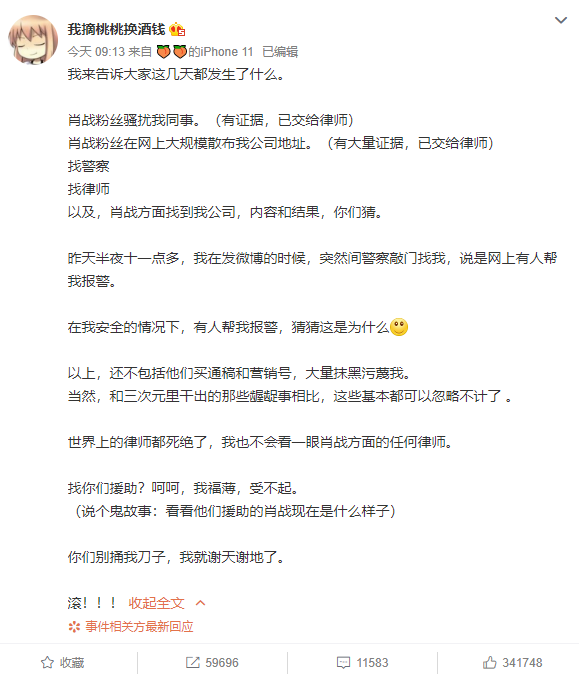 我摘桃桃换酒钱
今天 09:13 来自 🍑🍑的iPhone 11 已编辑
我来告诉大家这几天都发生了什么。
肖战粉丝骚扰我同事。（有证据，已交给律师）
肖战粉丝在网上大规模散布我公司地址。（有大量证据，已交给律师）
找警察
找律师
以及，肖战方面找到我公司，内容和结果，你们猜。
昨天半夜十一点多，我在发微博的时候，突然间警察敲门找我，说是网上有人帮
我报警。
在我安全的情况下，有人帮我报警，猜猜这是为什么🙂
以上，还不包括他们买通稿和营销号，大量抹黑污蔑我。
当然，和三次元里干出的那些龌龊事相比，这些基本都可以忽略不计了 。
世界上的律师都死绝了，我也不会看一眼肖战方面的任何律师。
找你们援助？呵呵，我福薄，受不起。
（说个鬼故事：看看他们援助的肖战现在是什么样子）
你们别捅我刀子，我就谢天谢地了。
滚！！！ 收起全文
事件相关方最新回应
收藏 59696 11583 341748